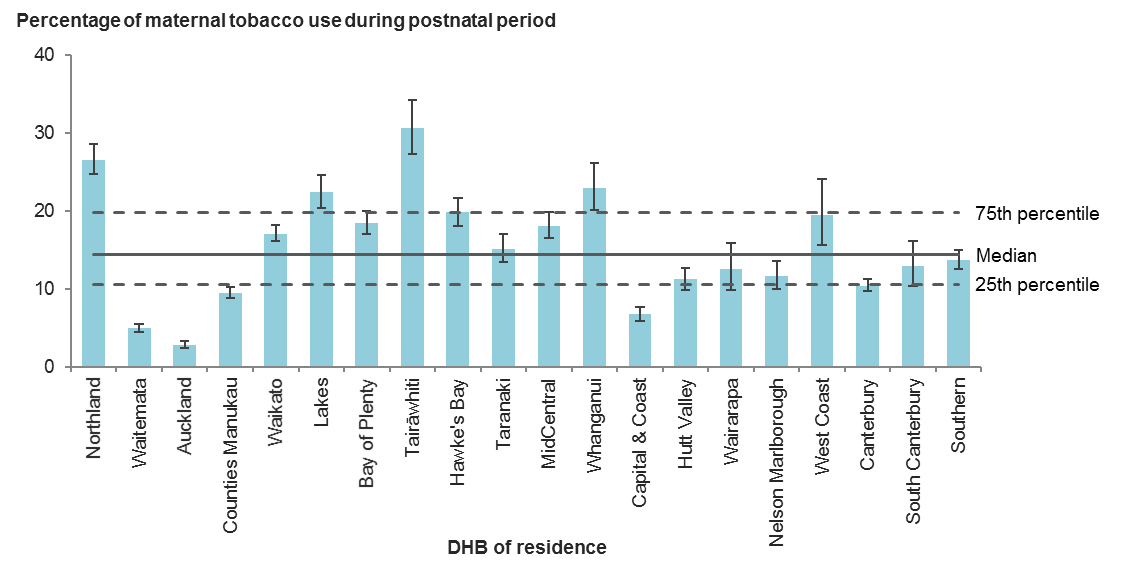 Percentage of maternal tobacco use during postnatal period
40
30
20
10
0
75th percentile
Median
25th percentile
Northland
Waitemata
Auckland
Counties Manukau
Waikato
Lakes
Bay of Plenty
Tairāwhiti
Hawke's Bay
Taranaki
MidCentral
Whanganui
Capital & Coast
Hutt Valley
Wairarapa
Nelson Marlborough
West Coast
Canterbury
South Canterbury
Southern
DHB of residence